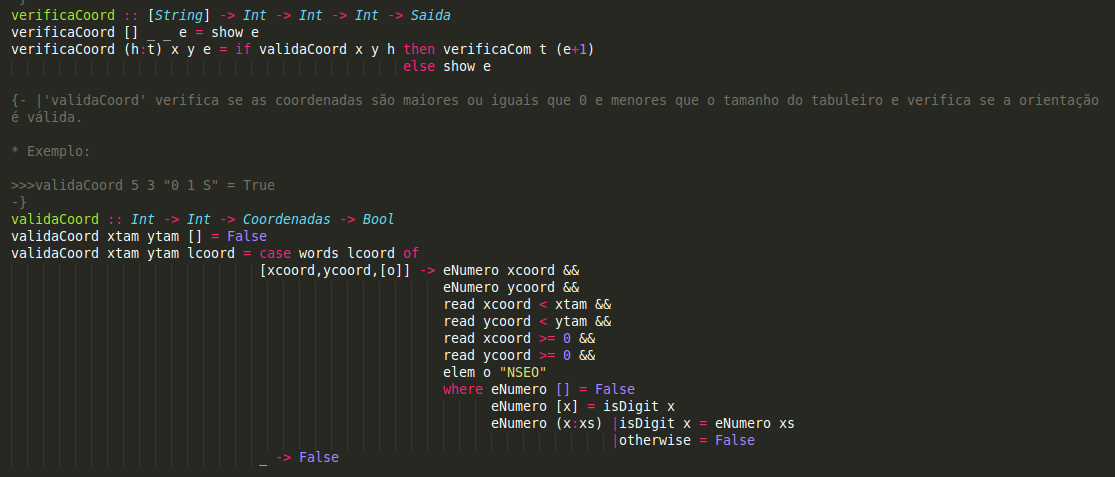 verificaCoord :: [String] -> Int -> Int -> Int -> Saida
verificaCoord [] _ _ e = show e
verificaCoord (h:t) x y e = if validaCoord x y h then verificaCom t (e+1)
else show e
{- |'validaCoord' verifica se as coordenadas são maiores ou iguais que 0 e menores que o tamanho do tabuleiro e verifica se a orientação
é válida.
* Exemplo:
>>>validaCoord 5 3 "0 1 S" = True
-}
validaCoord :: Int -> Int -> Coordenadas -> Bool
validaCoord xtam ytam [] = False
validaCoord xtam ytam lcoord = case words lcoord of
[xcoord,ycoord,[o]] -> eNumero xcoord &&
eNumero ycoord &&
read xcoord < xtam &&
read ycoord < ytam &&
read xcoord >= 0 &&
read ycoord >= 0 &&
elem o "NSEO"
where eNumero [] = False
eNumero [x] = isDigit x
eNumero (x:xs) |isDigit x = eNumero xs
|otherwise = False
_ -> False